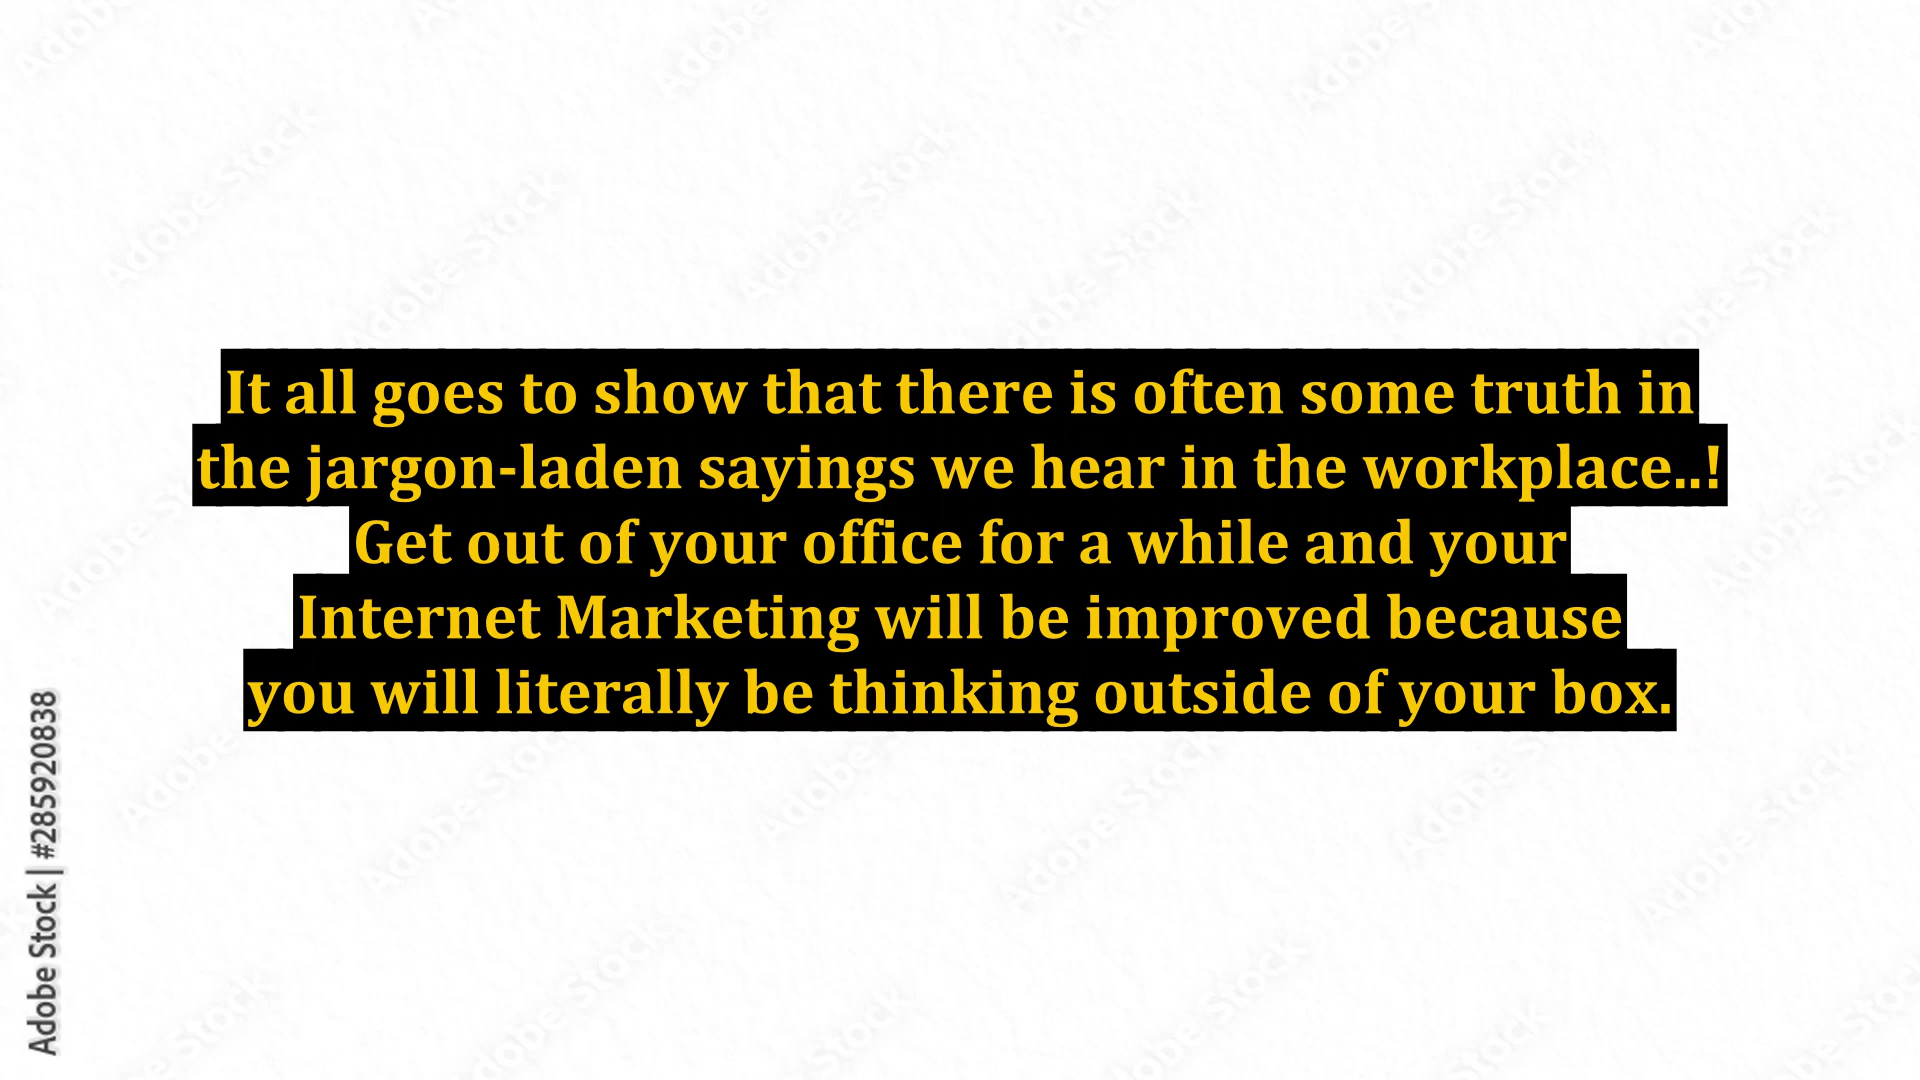 It all goes to show that there is often some truth in
the jargon-laden sayings we hear in the workplace..!
Get out of your office for a while and your
Internet Marketing will be improved because
you will literally be thinking outside of your box.
Adobe Stock | #285920838